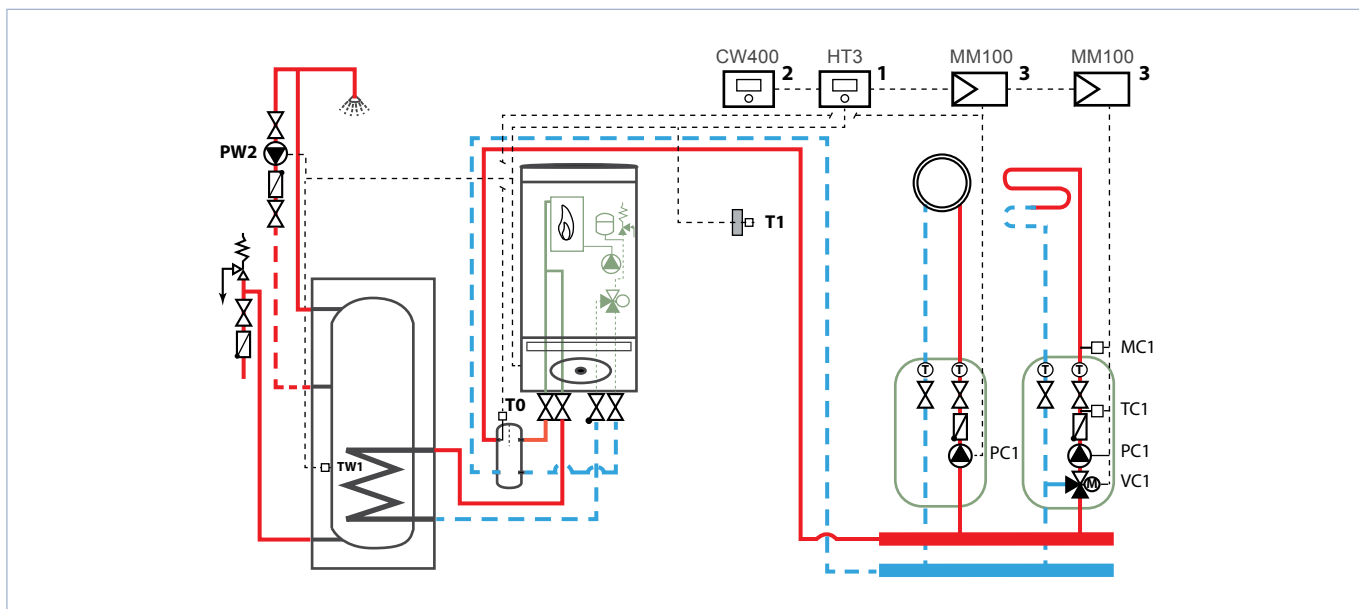 CW400 HT3 MM100 MM100
2 1 3 3
PW2
T1
MC1
T T T T
T0
TC1
TW1
PC1 PC1
M VC1